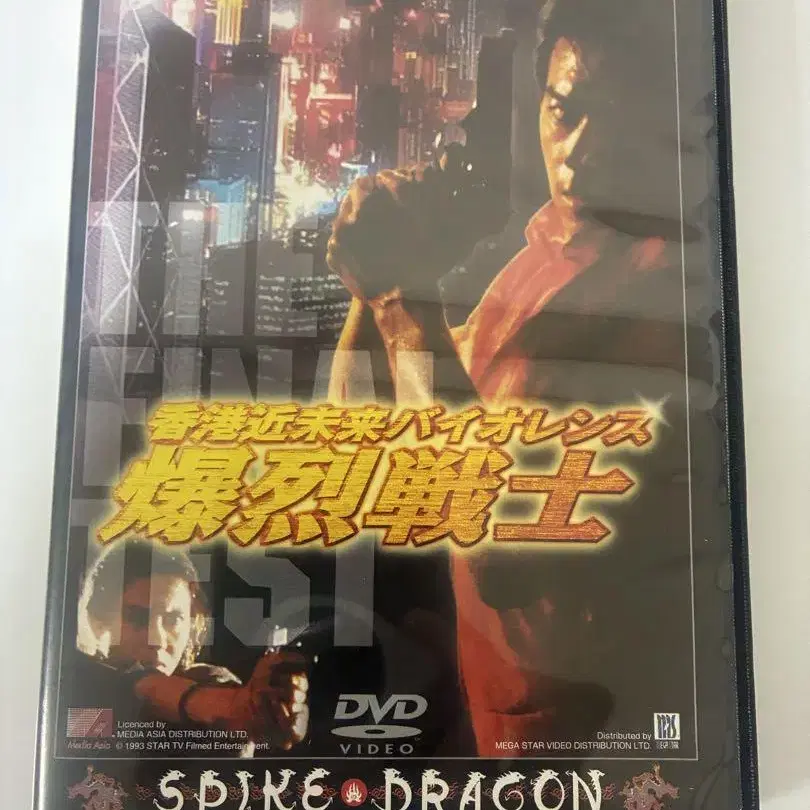 THE
FINAL
TEST
香港近未来バイオレンス
爆烈戦士
DVD
VIDEO
Licenced by
MEDIA ASIA DISTRIBUTION LTD.
Media Asia © 1993 STAR TV Filmed Entertainment.
Distributed by
MEGA STAR VIDEO DISTRIBUTION LTD.
SPIKE DRAGON